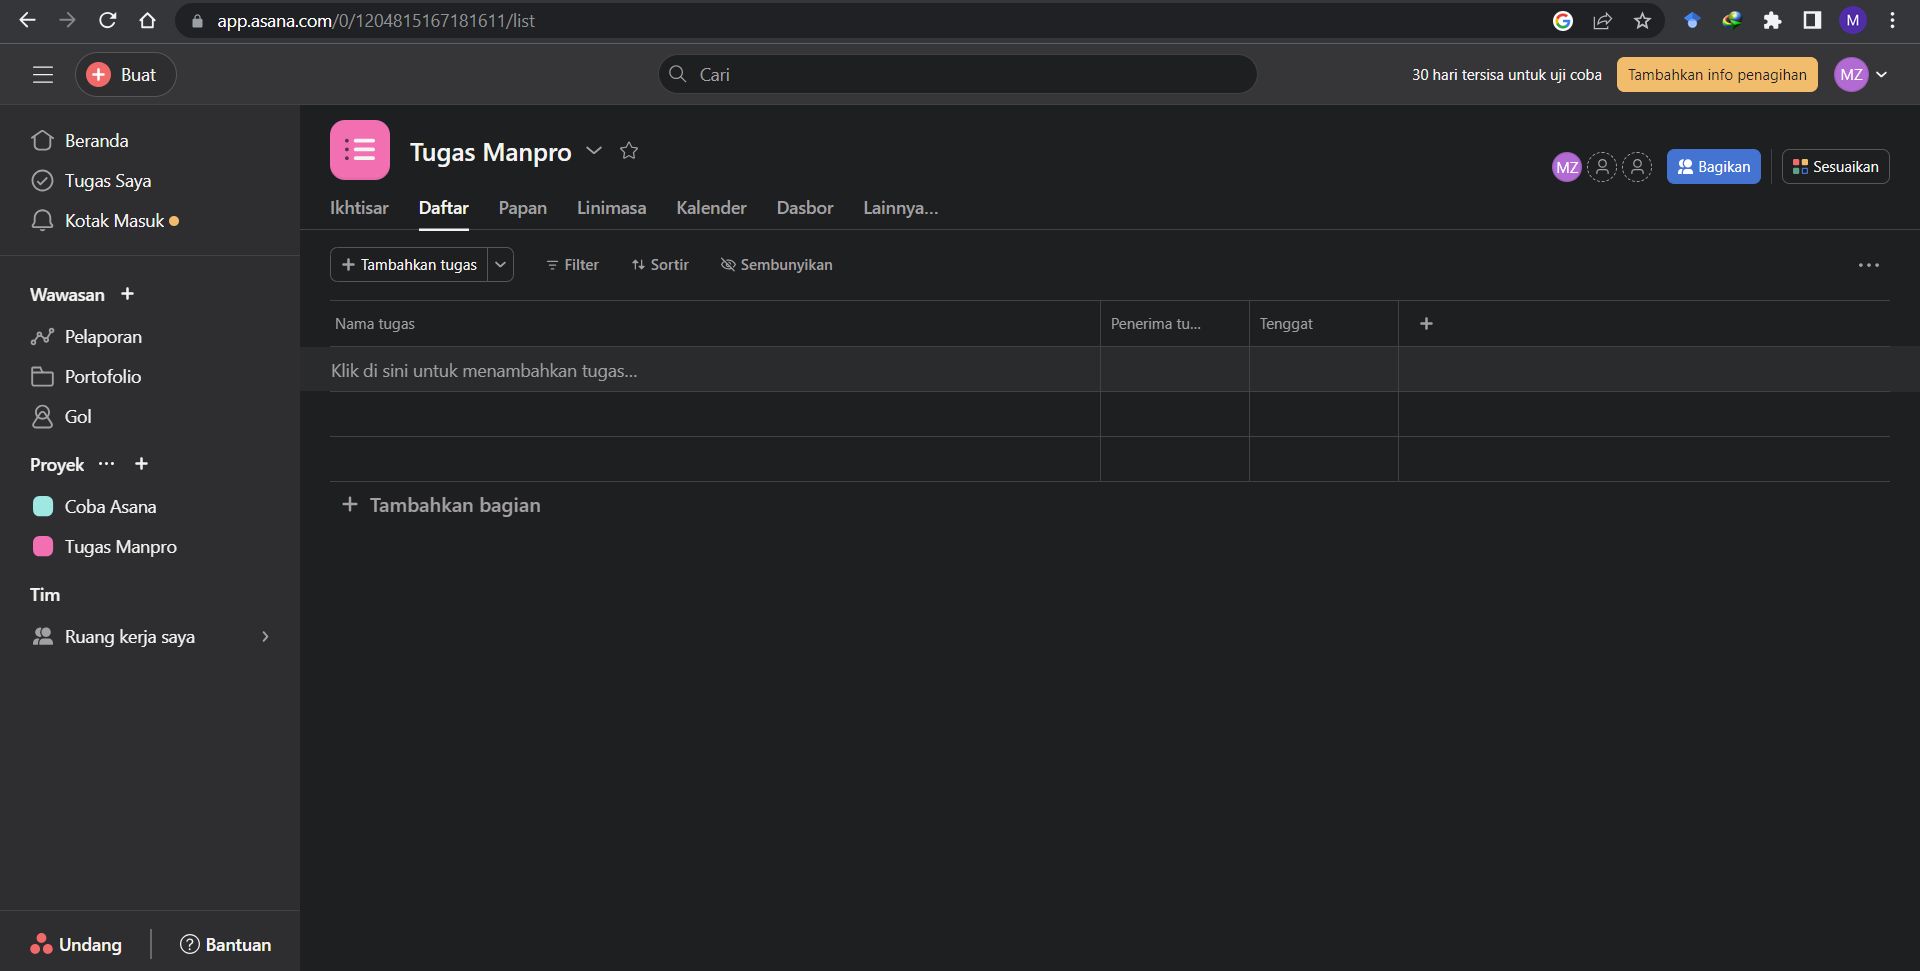 app.asana.com/0/1204815167181611/list
M
Buat
Cari
30 hari tersisa untuk uji coba
Tambahkan info penagihan
MZ
Beranda
Tugas Saya
Kotak Masuk
Wawasan
Pelaporan
Portofolio
Gol
Proyek
Coba Asana
Tugas Manpro
Tim
Ruang kerja saya
Undang
Bantuan
Tugas Manpro
MZ
Bagikan
Sesuaikan
Ikhtisar Daftar Papan Linimasa Kalender Dasbor Lainnya...
Tambahkan tugas
Filter
Sortir
Sembunyikan
Nama tugas
Penerima tu...
Tenggat
Klik di sini untuk menambahkan tugas...
Tambahkan bagian